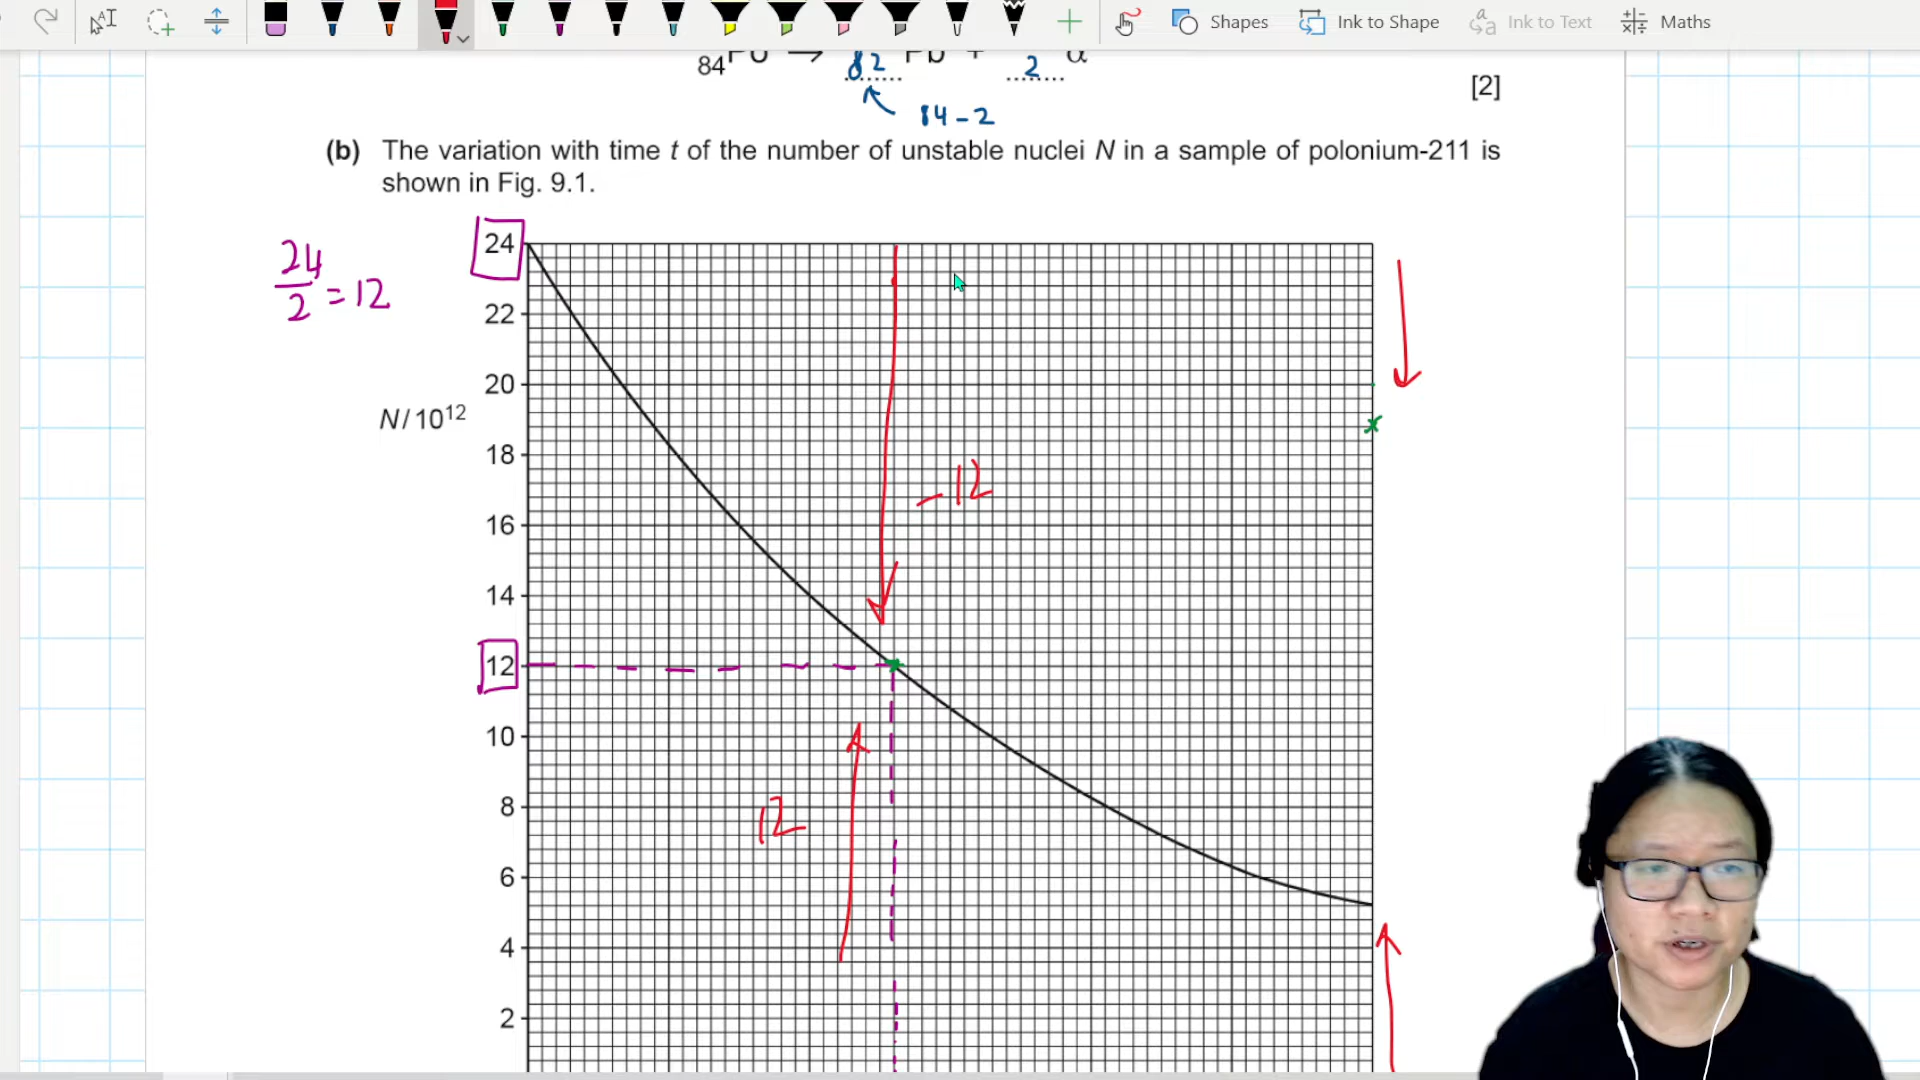 Shapes Ink to Shape Ink to Text Maths
84 Po → 82 Pb + 2 α
[2]
84 - 2
(b) The variation with time t of the number of unstable nuclei N in a sample of polonium-211 is
shown in Fig. 9.1.
24
24/2 = 12
22
20
N / 10¹²
18
- 12
16
14
12
10
8
12
6
4
2